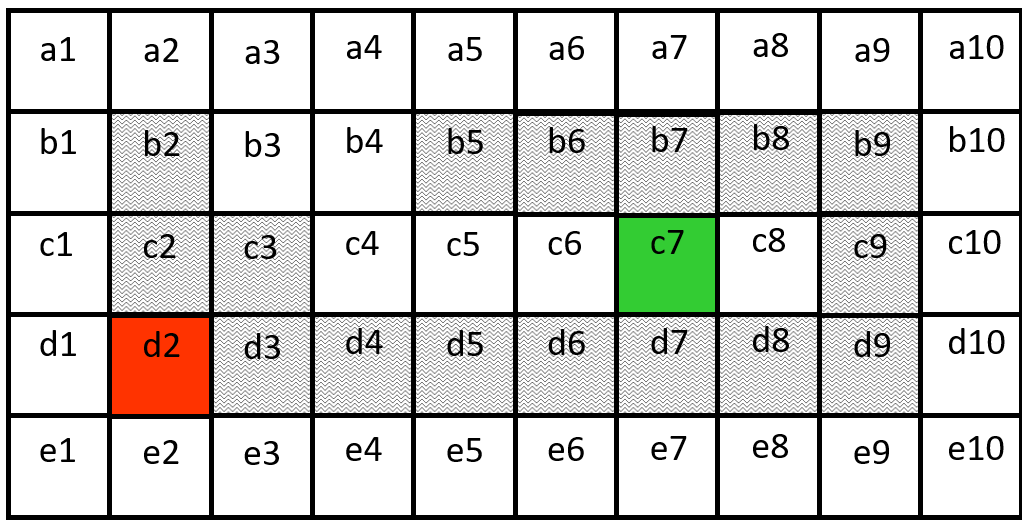 a1 a2 a3 a4 a5 a6 a7 a8 a9 a10
b1 b2 b3 b4 b5 b6 b7 b8 b9 b10
c1 c2 c3 c4 c5 c6 c7 c8 c9 c10
d1 d2 d3 d4 d5 d6 d7 d8 d9 d10
e1 e2 e3 e4 e5 e6 e7 e8 e9 e10